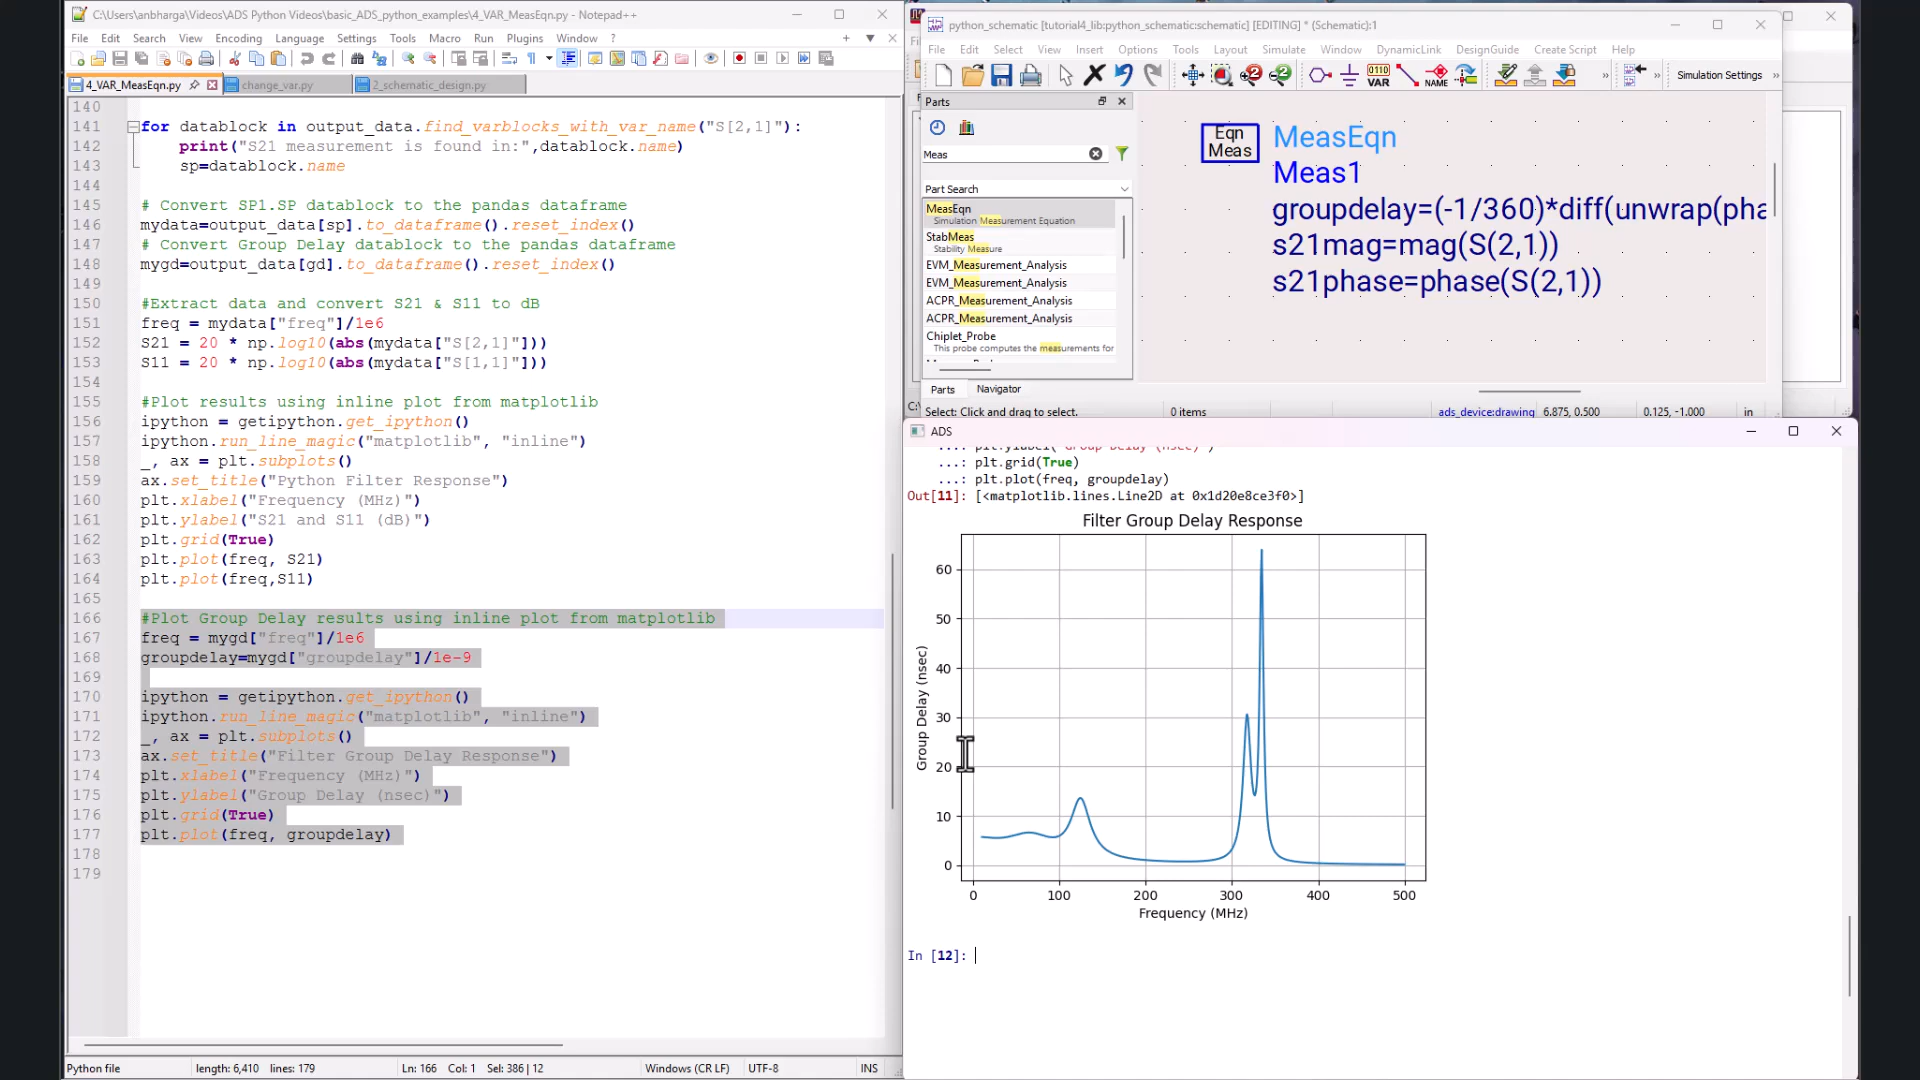 C:\Users\anbharga\Videos\ADS Python Videos\basic_ADS_python_examples\4_VAR_MeasEqn.py - Notepad++
File Edit Search View Encoding Language Settings Tools Macro Run Plugins Window ?
4_VAR_MeasEqn.py change_var.py 2_schematic_design.py
140
141 for datablock in output_data.find_varblocks_with_var_name("S[2,1]"):
142 print("S21 measurement is found in:",datablock.name)
143 sp=datablock.name
144
145 # Convert SP1.SP datablock to the pandas dataframe
146 mydata=output_data[sp].to_dataframe().reset_index()
147 # Convert Group Delay datablock to the pandas dataframe
148 mygd=output_data[gd].to_dataframe().reset_index()
149
150 #Extract data and convert S21 & S11 to dB
151 freq = mydata["freq"]/1e6
152 S21 = 20 * np.log10(abs(mydata["S[2,1]"]))
153 S11 = 20 * np.log10(abs(mydata["S[1,1]"]))
154
155 #Plot results using inline plot from matplotlib
156 ipython = getipython.get_ipython()
157 ipython.run_line_magic("matplotlib", "inline")
158 _, ax = plt.subplots()
159 ax.set_title("Python Filter Response")
160 plt.xlabel("Frequency (MHz)")
161 plt.ylabel("S21 and S11 (dB)")
162 plt.grid(True)
163 plt.plot(freq, S21)
164 plt.plot(freq,S11)
165
166 #Plot Group Delay results using inline plot from matplotlib
167 freq = mygd["freq"]/1e6
168 groupdelay=mygd["groupdelay"]/1e-9
169
170 ipython = getipython.get_ipython()
171 ipython.run_line_magic("matplotlib", "inline")
172 _, ax = plt.subplots()
173 ax.set_title("Filter Group Delay Response")
174 plt.xlabel("Frequency (MHz)")
175 plt.ylabel("Group Delay (nsec)")
176 plt.grid(True)
177 plt.plot(freq, groupdelay)
178
179
Python file length: 6,410 lines: 179 Ln: 166 Col: 1 Sel: 386 | 12 Windows (CR LF) UTF-8 INS
python_schematic [tutorial4_lib:python_schematic:schematic] [EDITING] * (Schematic):1
File Edit Select View Insert Options Tools Layout Simulate Window DynamicLink DesignGuide Create Script Help
VAR NAME Simulation Settings
Parts
Meas
Part Search
MeasEqn
Simulation Measurement Equation
StabMeas
Stability Measure
EVM_Measurement_Analysis
EVM_Measurement_Analysis
ACPR_Measurement_Analysis
ACPR_Measurement_Analysis
Chiplet_Probe
This probe computes the measurements for
Parts Navigator
Eqn
Meas
MeasEqn
Meas1
groupdelay=(-1/360)*diff(unwrap(pha
s21mag=mag(S(2,1))
s21phase=phase(S(2,1))
Select: Click and drag to select. 0 items ads_device:drawing 6.875, 0.500 0.125, -1.000 in
ADS
...: plt.ylabel("Group Delay (nsec)")
...: plt.grid(True)
...: plt.plot(freq, groupdelay)
Out[11]: [<matplotlib.lines.Line2D at 0x1d20e8ce3f0>]
Filter Group Delay Response
60
50
40
30
20
10
0
Group Delay (nsec)
0 100 200 300 400 500
Frequency (MHz)
In [12]: